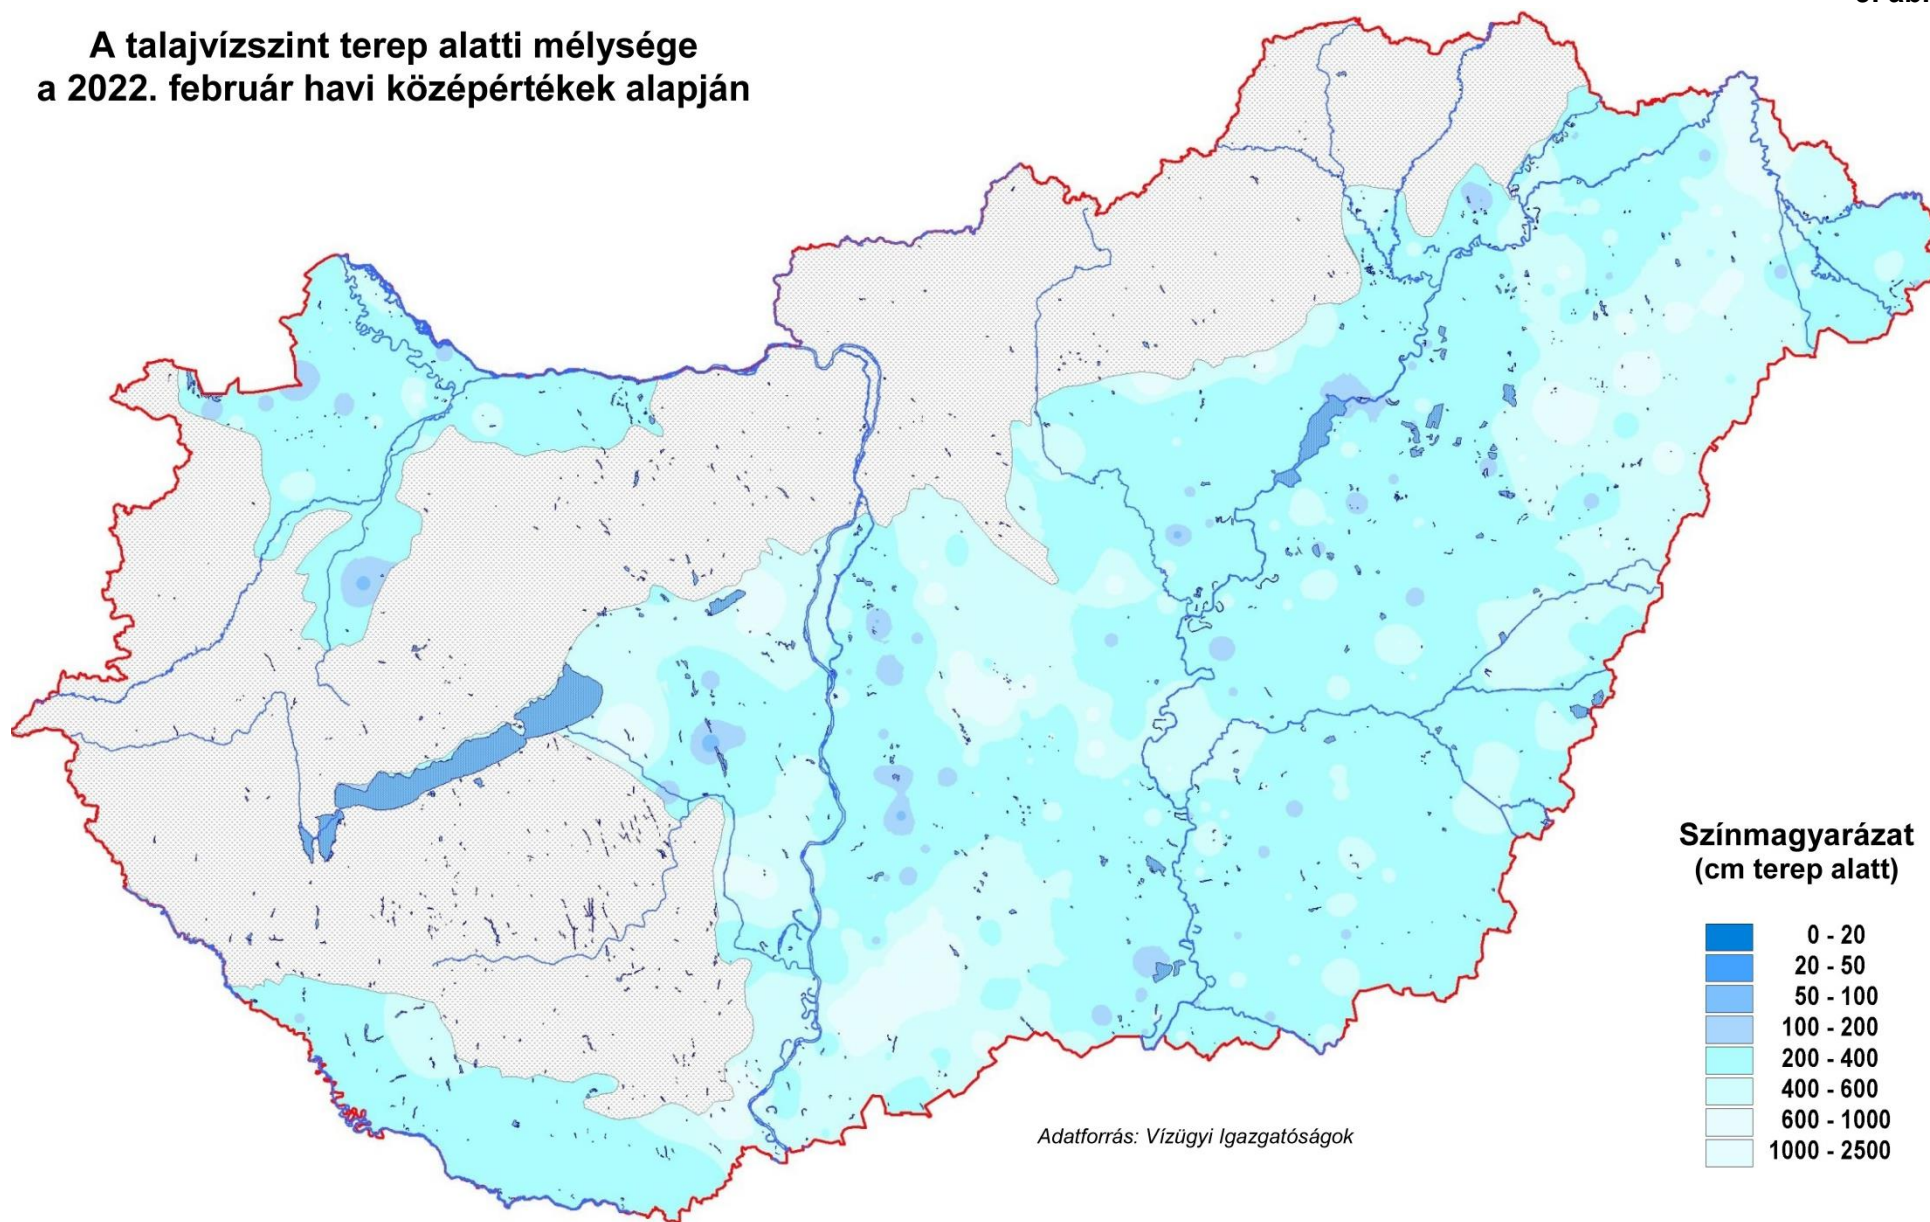 A talajvízszint terep alatti mélysége
a 2022. február havi középértékek alapján
Színmagyarázat
(cm terep alatt)
0 - 20
20 - 50
50 - 100
100 - 200
200 - 400
400 - 600
600 - 1000
1000 - 2500
Adatforrás: Vízügyi Igazgatóságok